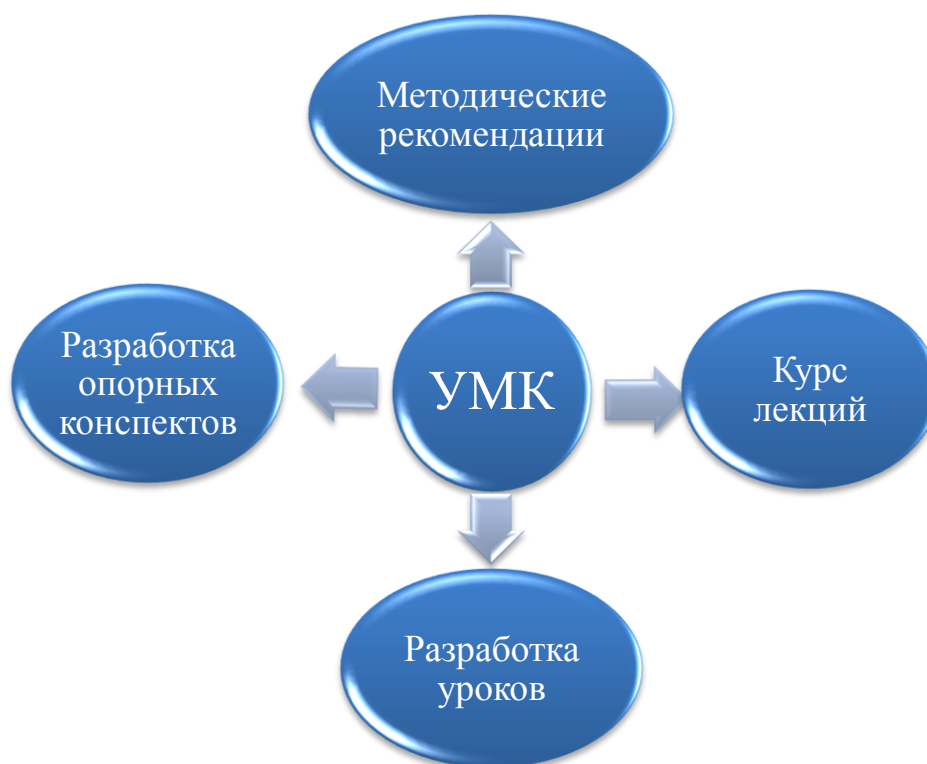 Методические
рекомендации
Разработка
опорных
конспектов
УМК
Курс
лекций
Разработка
уроков